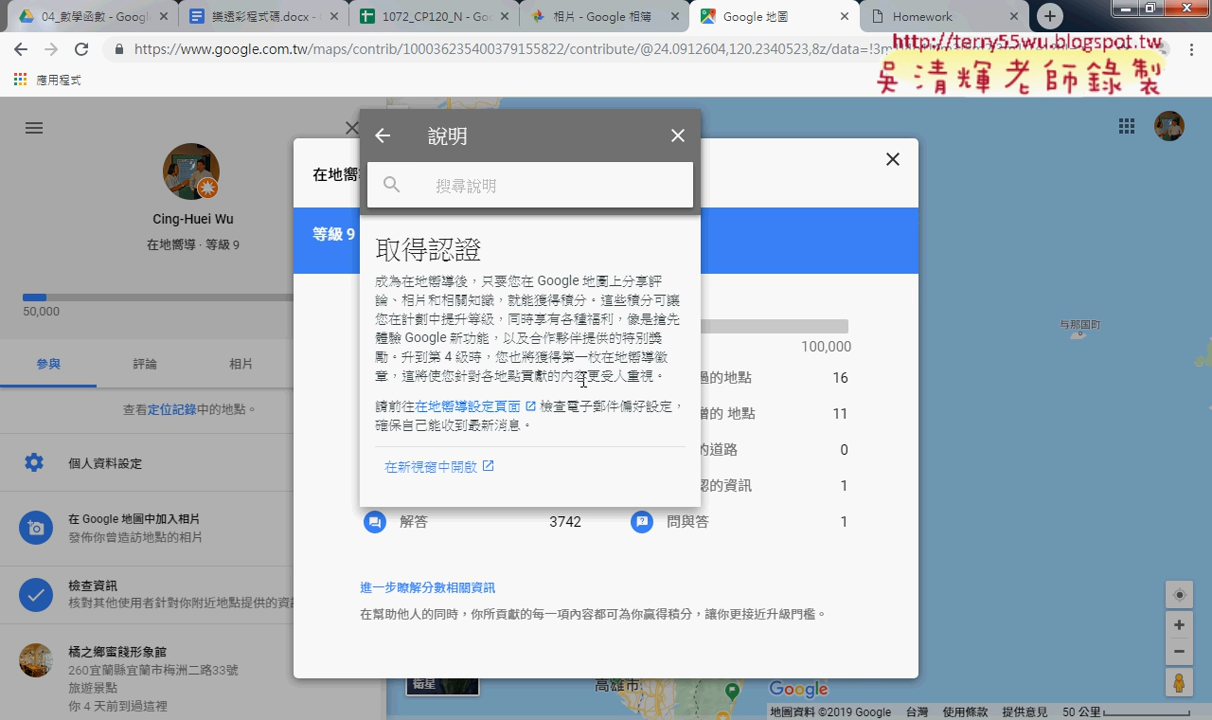 04_數學函數 - Googl
樂透彩程式碼.docx -
1072_CP120_N - Goo
相片 - Google 相簿
Google 地圖
Homework
https://www.google.com.tw/maps/contrib/100036235400379155822/contribute/@24.0912604,120.2340523,8z/data=!3m
http://terry55wu.blogspot.tw
吳清輝老師錄製
應用程式
Cing-Huei Wu
在地嚮導 · 等級 9
50,000
參與
評論
相片
查看定位記錄中的地點。
個人資料設定
在 Google 地圖中加入相片
發佈你曾造訪地點的相片
檢查資訊
核對其他使用者針對你附近地點提供的資
橘之鄉蜜餞形象館
260宜蘭縣宜蘭市梅洲二路33號
旅遊景點
你 4 天前到過這裡
在地嚮
等級 9
說明
搜尋說明
取得認證
成為在地嚮導後，只要您在 Google 地圖上分享評
論、相片和相關知識，就能獲得積分。這些積分可讓
您在計劃中提升等級，同時享有各種福利，像是搶先
體驗 Google 新功能，以及合作夥伴提供的特別獎
勵。升到第 4 級時，您也將獲得第一枚在地嚮導徽
章，這將使您針對各地點貢獻的內容更受人重視。
請前往在地嚮導設定頁面 檢查電子郵件偏好設定，
確保自己能收到最新消息。
在新視窗中開啟
100,000
過的地點 16
的 地點 11
的道路 0
的資訊 1
解答 3742
問與答 1
進一步瞭解分數相關資訊
在幫助他人的同時，你所貢獻的每一項內容都可為你贏得積分，讓你更接近升級門檻。
与那国町
衛星
高雄市
Google
地圖資料 ©2019 Google 台灣 使用條款 提供意見 50 公里